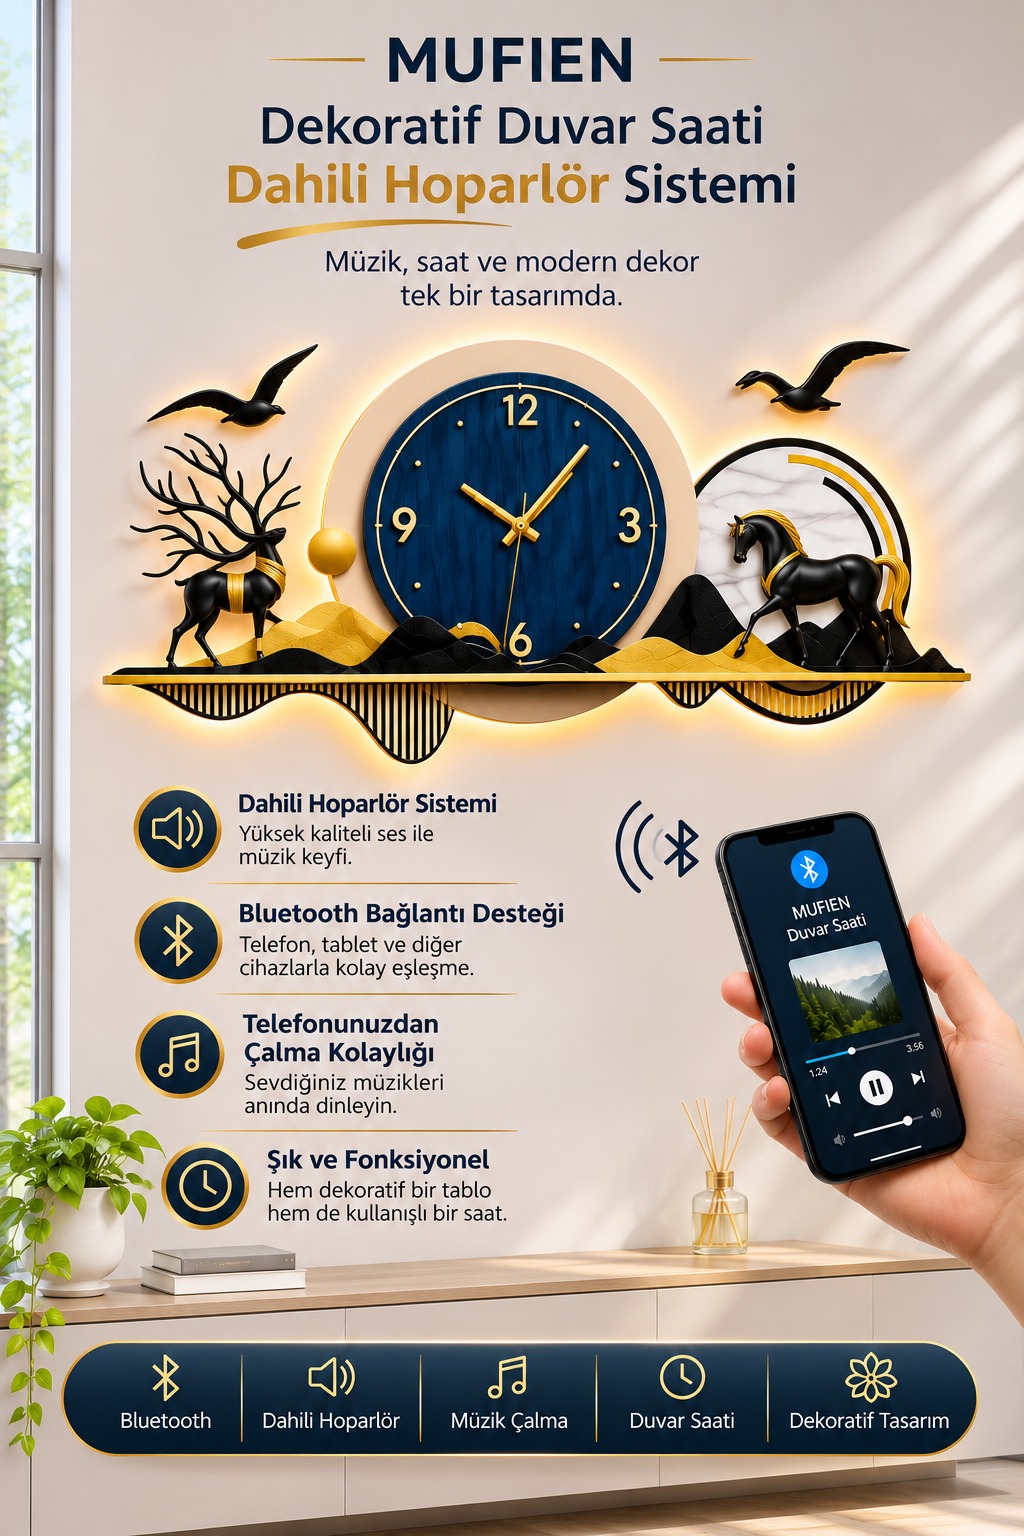 MUFIEN
Dekoratif Duvar Saati
Dahili Hoparlör Sistemi
Müzik, saat ve modern dekor
tek bir tasarımda.
12
9
3
6
Dahili Hoparlör Sistemi
Yüksek kaliteli ses ile
müzik keyfi.
Bluetooth Bağlantı Desteği
Telefon, tablet ve diğer
cihazlarla kolay eşleşme.
Telefonunuzdan
Çalma Kolaylığı
Sevdiğiniz müzikleri
anında dinleyin.
Şık ve Fonksiyonel
Hem dekoratif bir tablo
hem de kullanışlı bir saat.
MUFIEN
Duvar Saati
1.24
3.56
Bluetooth
Dahili Hoparlör
Müzik Çalma
Duvar Saati
Dekoratif Tasarım